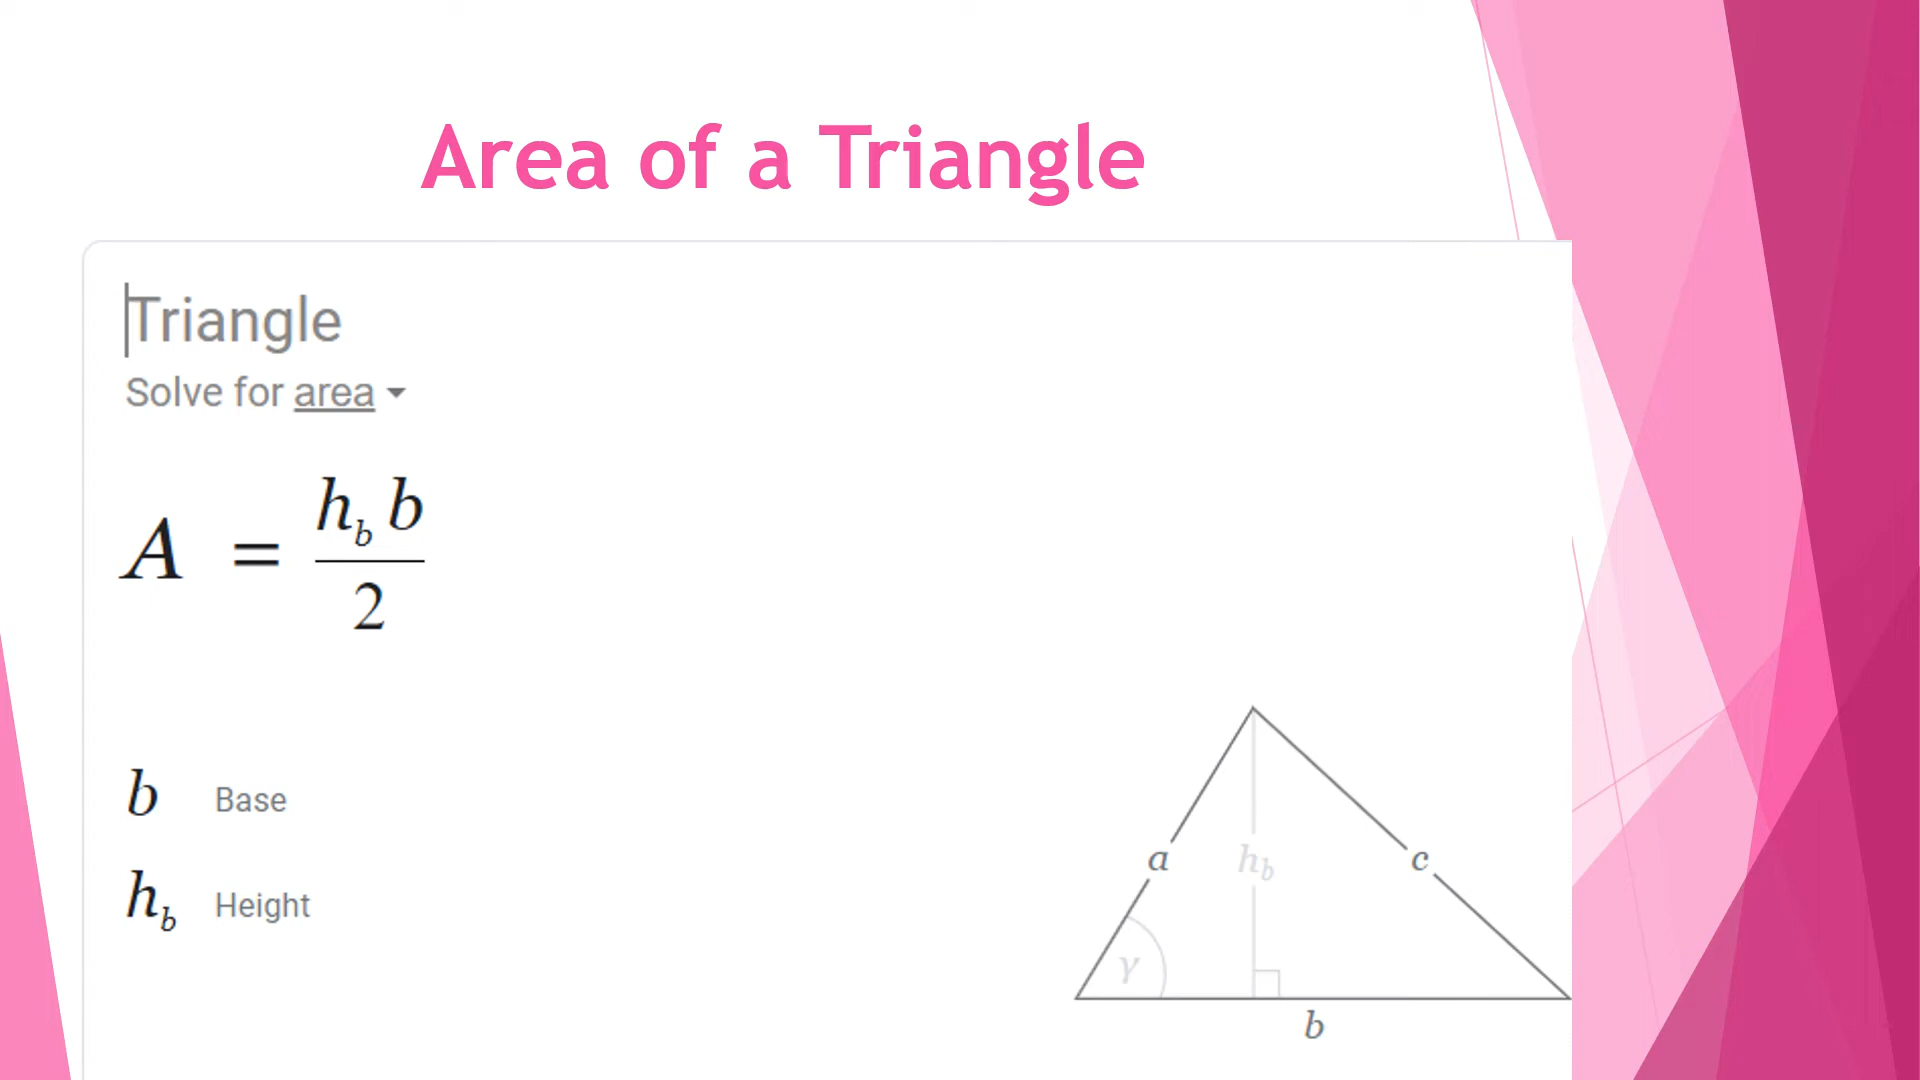 Area of a Triangle
Triangle
Solve for area
A = h_b b / 2
b Base
h_b Height
a
h_b
c
γ
b